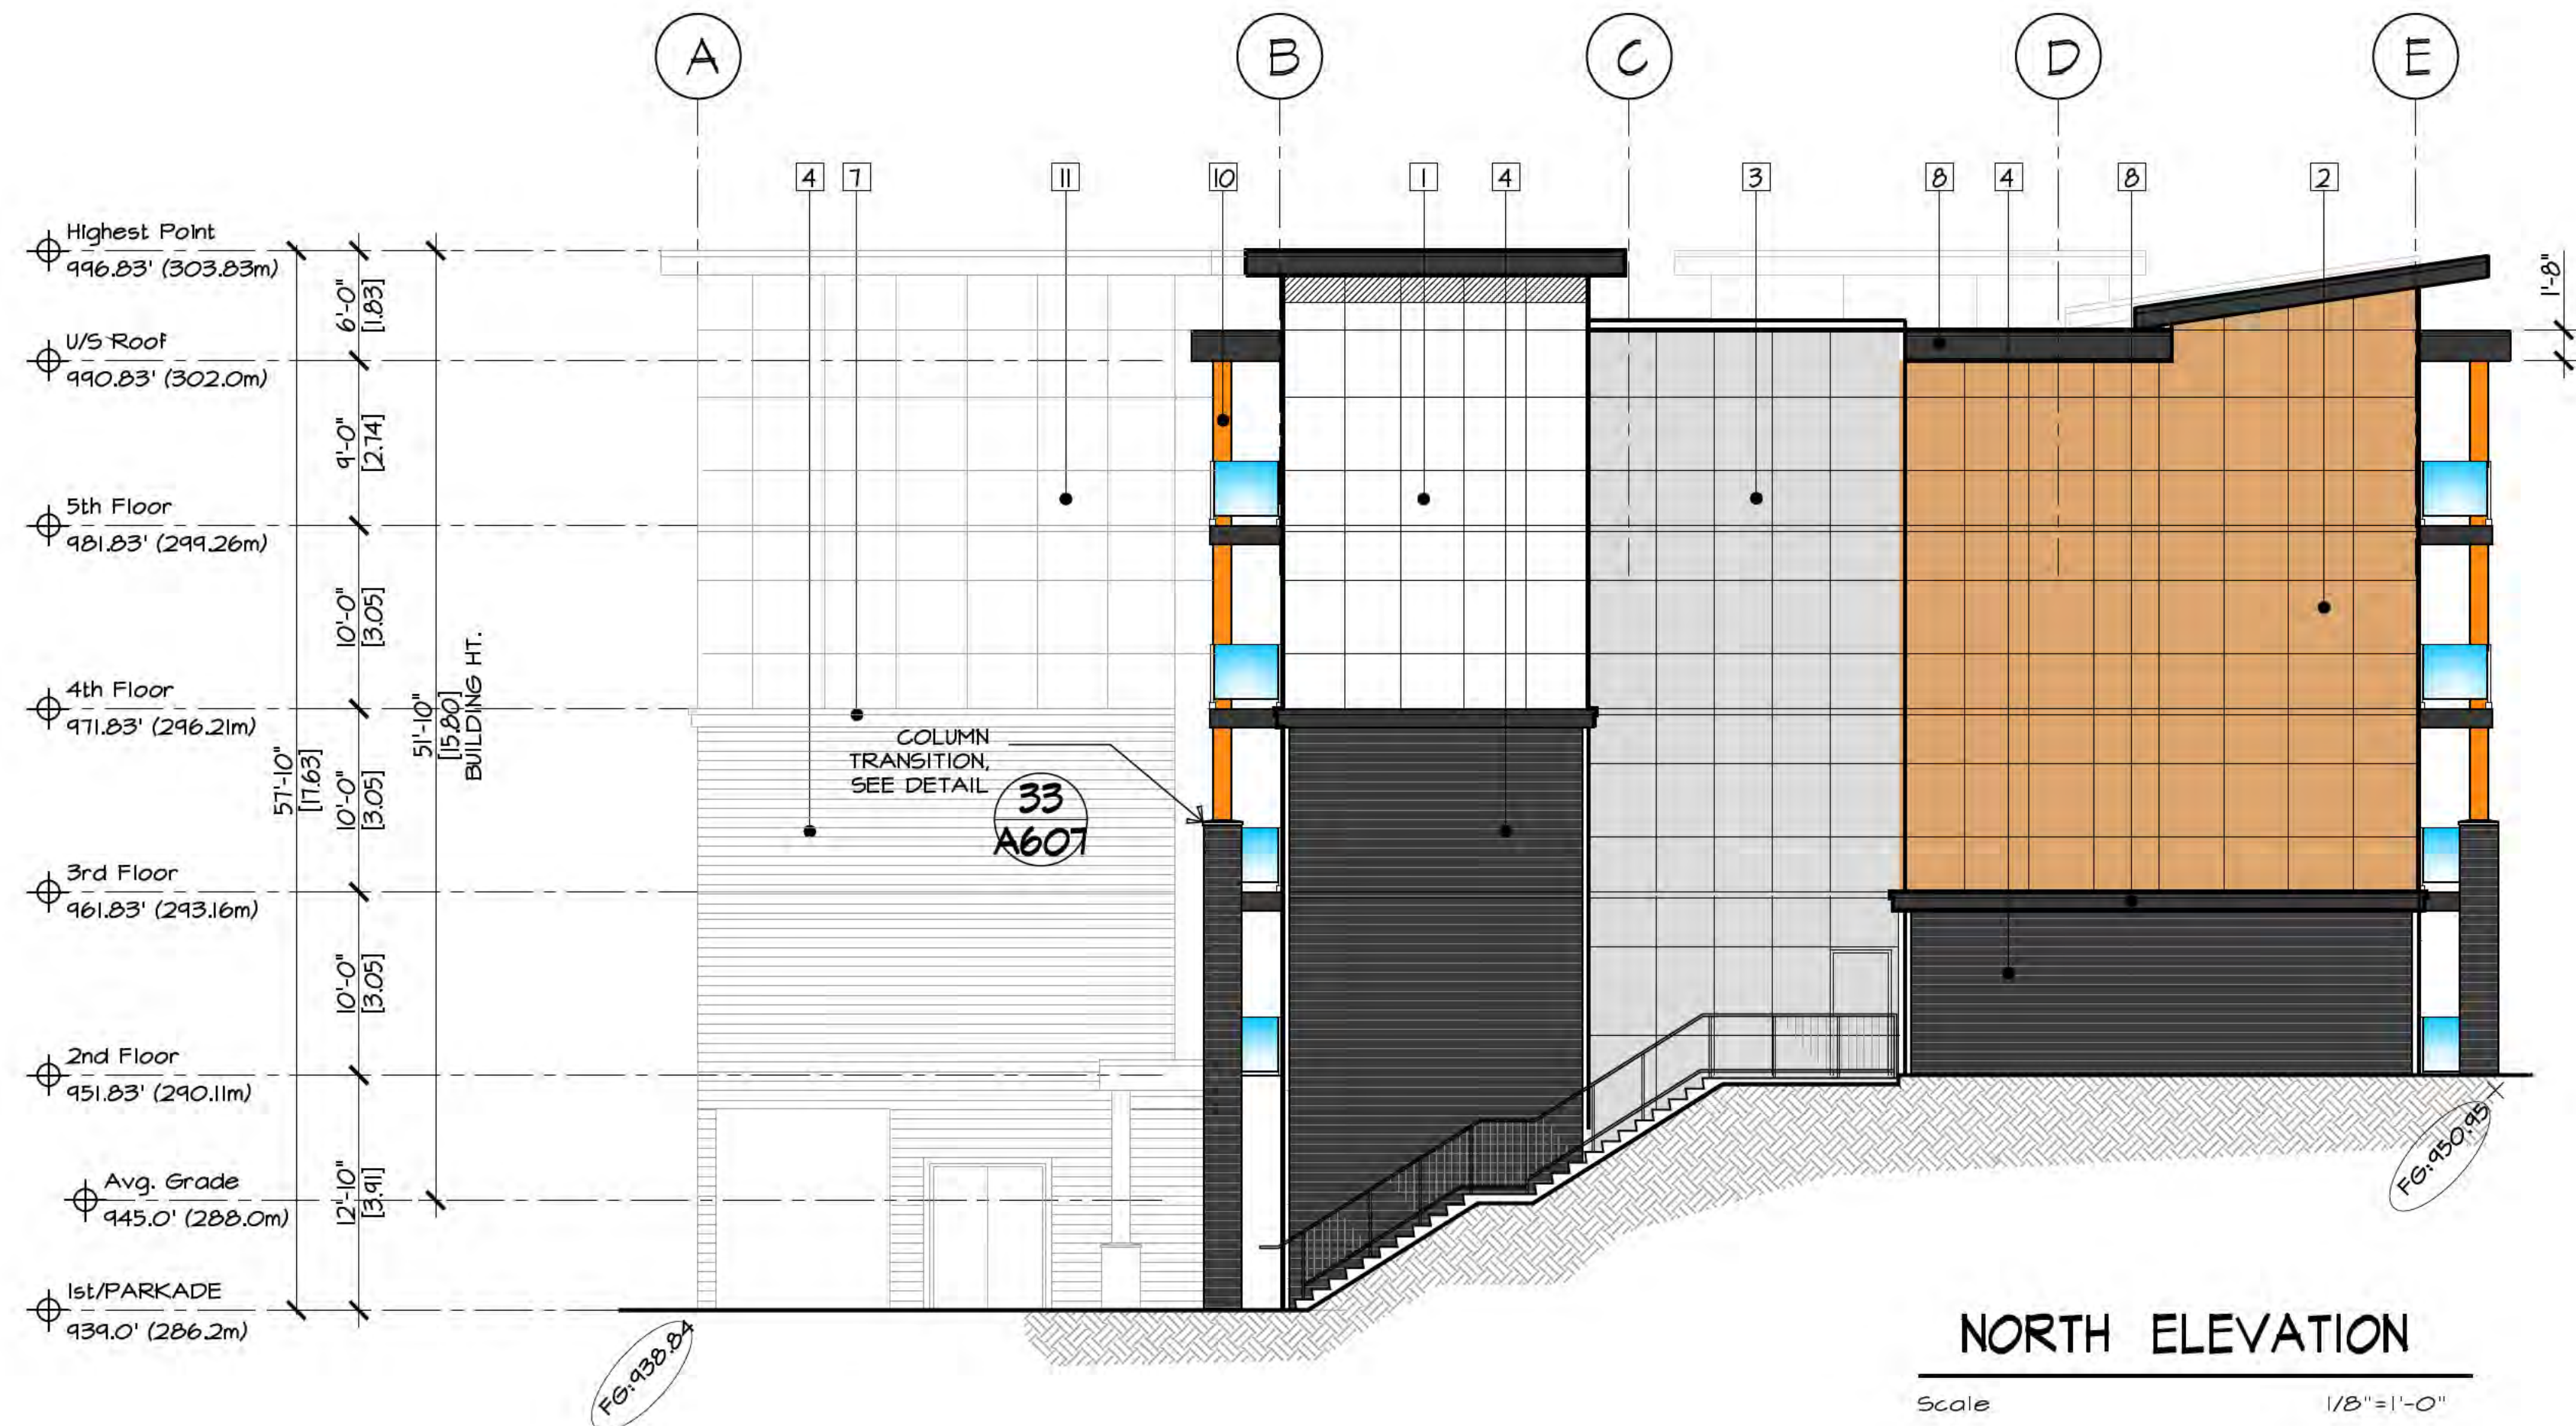 A
B
C
D
E
4
7
11
10
1
4
3
8
4
8
2
Highest Point
996.83' (303.83m)
6'-0"
[1.83]
1'-8"
U/S Roof
990.83' (302.0m)
9'-0"
[2.74]
5th Floor
981.83' (299.26m)
10'-0"
[3.05]
4th Floor
971.83' (296.21m)
57'-10"
[17.63]
10'-0"
[3.05]
51'-10"
[15.80]
BUILDING HT.
COLUMN
TRANSITION,
SEE DETAIL
33
A607
3rd Floor
961.83' (293.16m)
10'-0"
[3.05]
2nd Floor
951.83' (290.11m)
12'-10"
[3.91]
Avg. Grade
945.0' (288.0m)
1st/PARKADE
939.0' (286.2m)
FG:938.84
FG:950.95
NORTH ELEVATION
Scale 1/8"=1'-0"